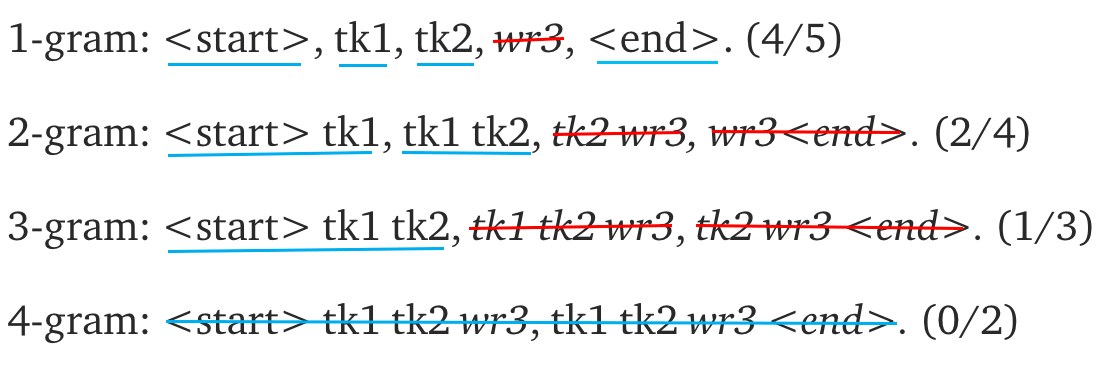 1-gram: <start>, tk1, tk2, wr3, <end>. (4/5)
2-gram: <start> tk1, tk1 tk2, tk2 wr3, wr3 <end>. (2/4)
3-gram: <start> tk1 tk2, tk1 tk2 wr3, tk2 wr3 <end>. (1/3)
4-gram: <start> tk1 tk2 wr3, tk1 tk2 wr3 <end>. (0/2)